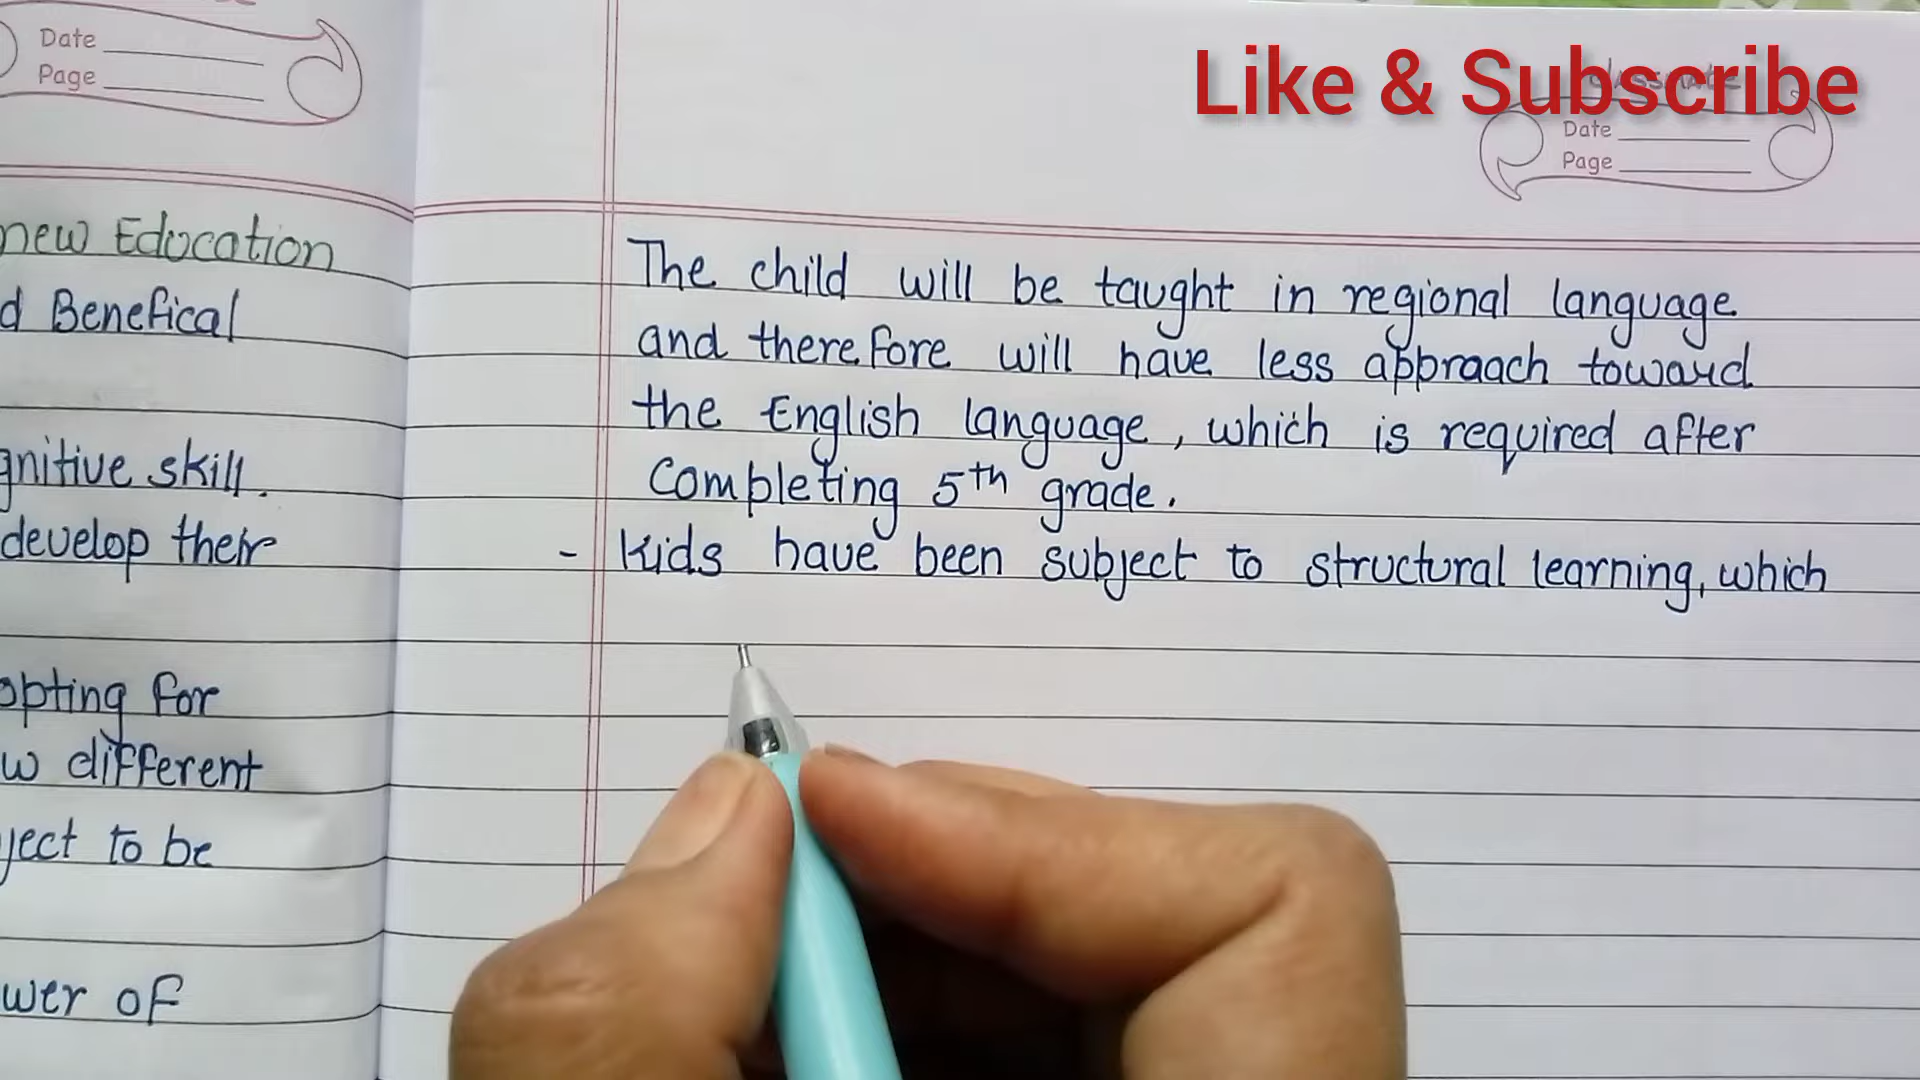 Date
Page
new Education
d Benefical
gnitive skill.
develop their
opting for
w different
ject to be
wer of
Like & Subscribe
classmate
Date
Page
The child will be taught in regional language
and therefore will have less appraach toward
the English language, which is required after
completing 5th grade.
- Kids have been subject to structural learning, which